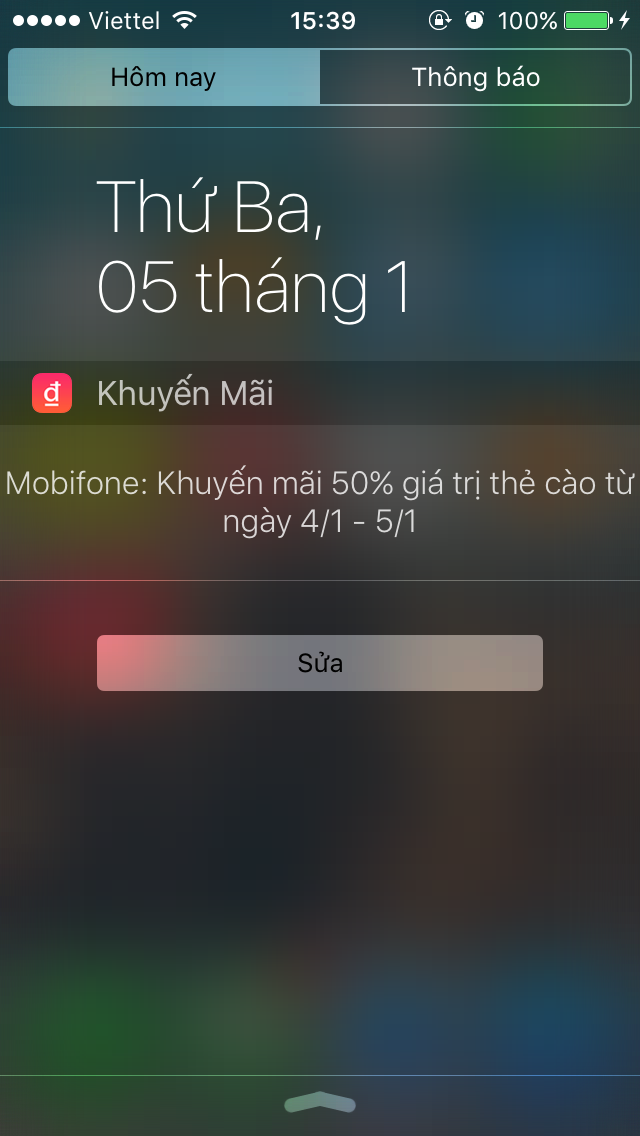 Viettel 15:39 100%
Hôm nay Thông báo
Thứ Ba,
05 tháng 1
đ Khuyến Mãi
Mobifone: Khuyến mãi 50% giá trị thẻ cào từ
ngày 4/1 - 5/1
Sửa